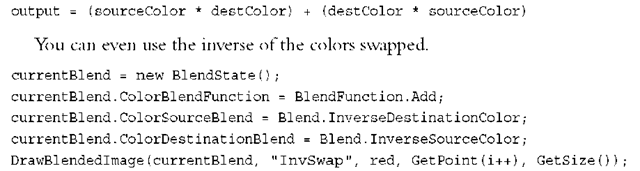 output = (sourceColor * destColor) + (destColor * sourceColor)
You can even use the inverse of the colors swapped.
currentBlend = new BlendState();
currentBlend.ColorBlendFunction = BlendFunction.Add;
currentBlend.ColorSourceBlend = Blend.InverseDestinationColor;
currentBlend.ColorDestinationBlend = Blend.InverseSourceColor;
DrawBlendedImage(currentBlend, "InvSwap", red, GetPoint(i++), GetSize());